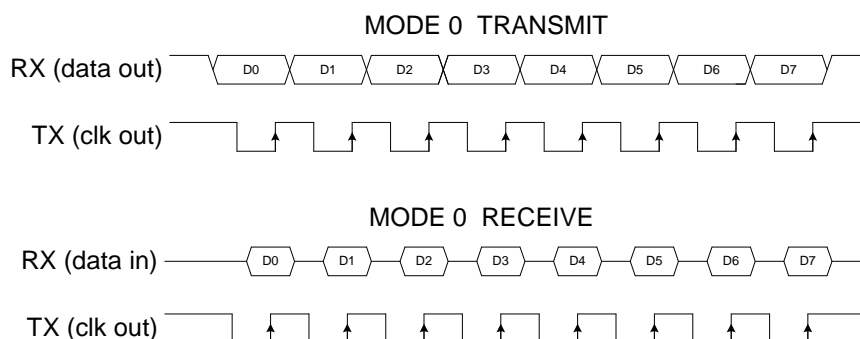 MODE 0 TRANSMIT
RX (data out) D0 D1 D2 D3 D4 D5 D6 D7
TX (clk out)
MODE 0 RECEIVE
RX (data in) D0 D1 D2 D3 D4 D5 D6 D7
TX (clk out)